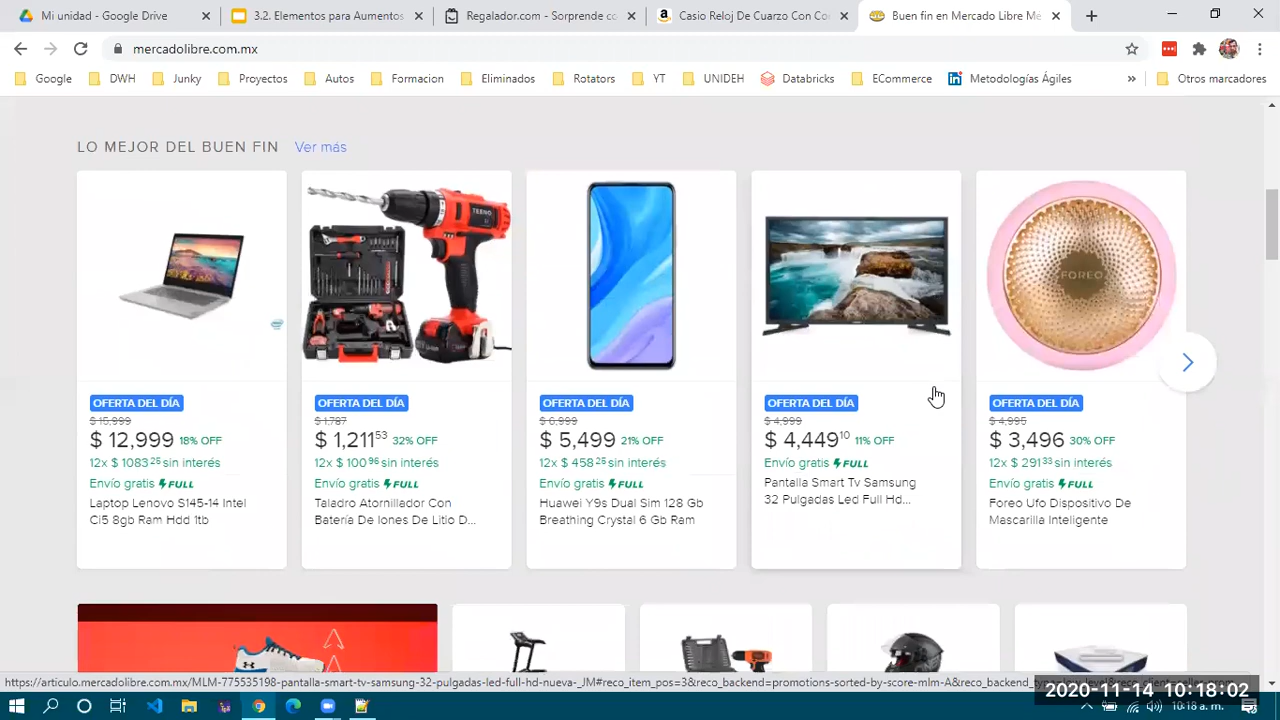 Mi unidad - Google Drive
3.2. Elementos para Aumentos
Regalador.com - Sorprende co
Casio Reloj De Cuarzo Con Co
Buen fin en Mercado Libre Mé
mercadolibre.com.mx
Google
DWH
Junky
Proyectos
Autos
Formacion
Eliminados
Rotators
YT
UNIDEH
Databricks
ECommerce
Metodologías Ágiles
»
Otros marcadores
LO MEJOR DEL BUEN FIN Ver más
TEKNO
FOREO
OFERTA DEL DÍA
$ 15,999
$ 12,999 18% OFF
12x $ 1083 25 sin interés
Envío gratis FULL
Laptop Lenovo S145-14 Intel
Ci5 8gb Ram Hdd 1tb
OFERTA DEL DÍA
$ 1,787
$ 1,211 53 32% OFF
12x $ 100 96 sin interés
Envío gratis FULL
Taladro Atornillador Con
Batería De Iones De Litio D...
OFERTA DEL DÍA
$ 6,999
$ 5,499 21% OFF
12x $ 458 25 sin interés
Envío gratis FULL
Huawei Y9s Dual Sim 128 Gb
Breathing Crystal 6 Gb Ram
OFERTA DEL DÍA
$ 4,999
$ 4,449 10 11% OFF
Envío gratis FULL
Pantalla Smart Tv Samsung
32 Pulgadas Led Full Hd...
OFERTA DEL DÍA
$ 4,995
$ 3,496 30% OFF
12x $ 291 33 sin interés
Envío gratis FULL
Foreo Ufo Dispositivo De
Mascarilla Inteligente
https://articulo.mercadolibre.com.mx/MLM-775535198-pantalla-smart-tv-samsung-32-pulgadas-led-full-hd-nueva-_JM#reco_item_pos=3&reco_backend=promotions-sorted-by-score-mlm-A&reco_backend_
2020-11-14 10:18:02
10:18 a. m.